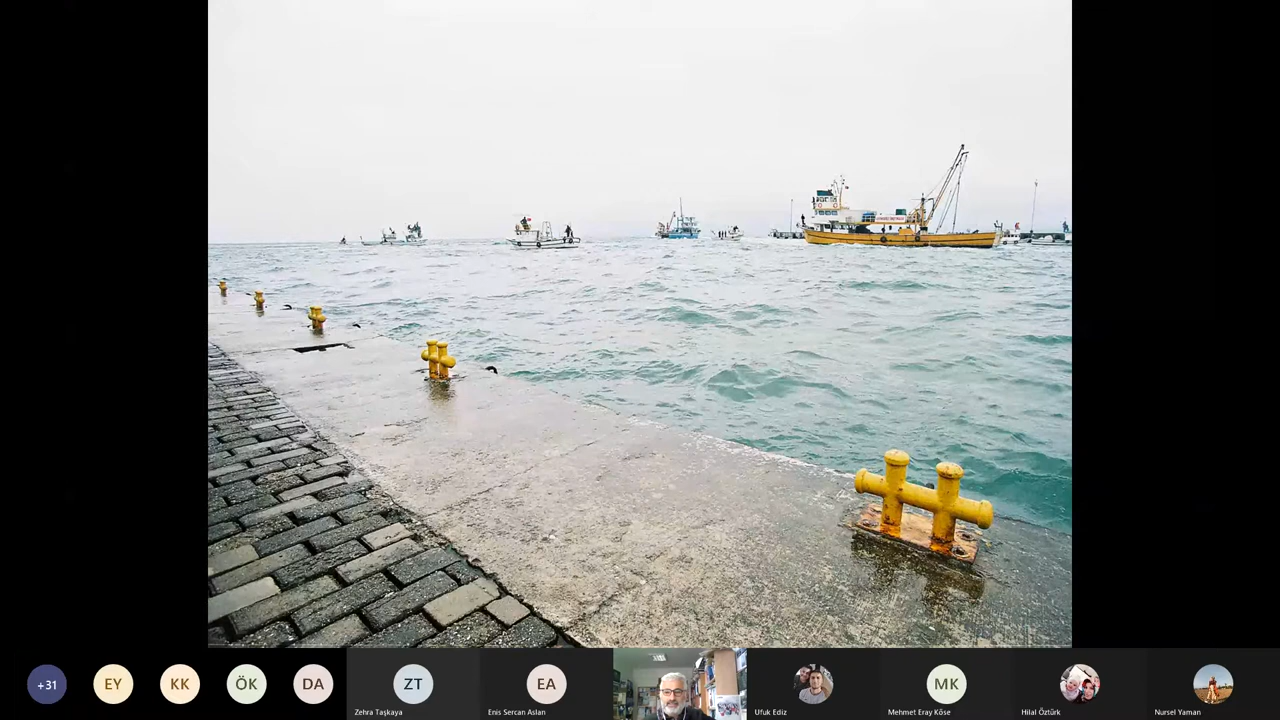 +31
EY
KK
ÖK
DA
ZT
Zehra Taşkaya
EA
Enis Sercan Aslan
Ufuk Ediz
MK
Mehmet Eray Köse
Hilal Öztürk
Nursel Yaman